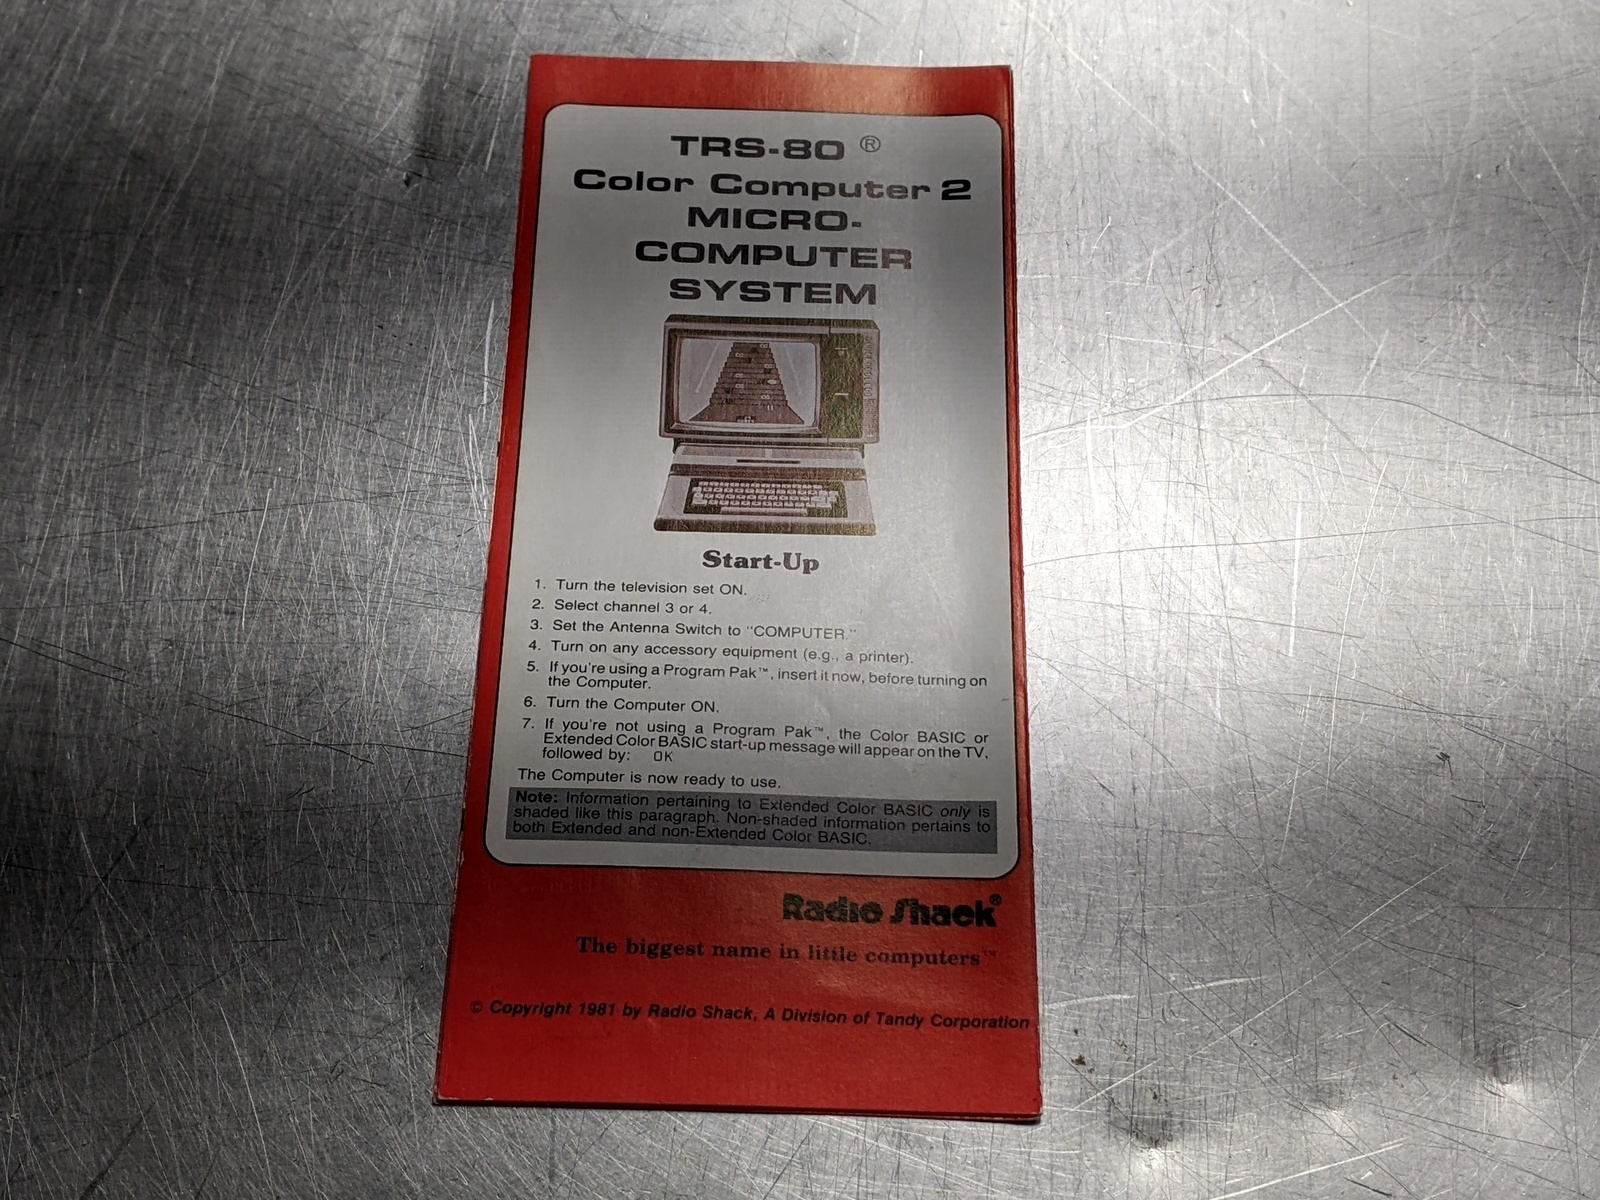 TRS-80 ®
Color Computer 2
MICRO-
COMPUTER
SYSTEM
Start-Up
1. Turn the television set ON.
2. Select channel 3 or 4.
3. Set the Antenna Switch to "COMPUTER."
4. Turn on any accessory equipment (e.g., a printer).
5. If you're using a Program Pak™, insert it now, before turning on
the Computer.
6. Turn the Computer ON.
7. If you're not using a Program Pak™, the Color BASIC or
Extended Color BASIC start-up message will appear on the TV,
followed by: OK
The Computer is now ready to use.
Note: Information pertaining to Extended Color BASIC only is
shaded like this paragraph. Non-shaded information pertains to
both Extended and non-Extended Color BASIC.
Radio Shack®
The biggest name in little computers™
© Copyright 1981 by Radio Shack, A Division of Tandy Corporation